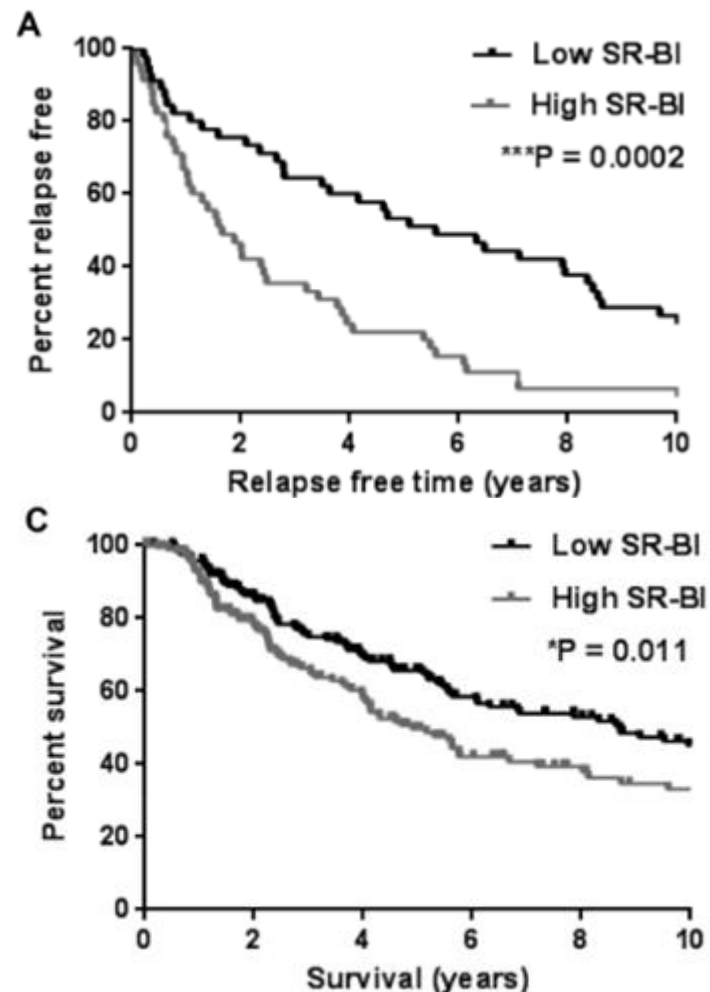 A
Percent relapse free
100
80
60
40
20
0
Low SR-BI
High SR-BI
***P = 0.0002
0 2 4 6 8 10
Relapse free time (years)
C
Percent survival
100
80
60
40
20
0
Low SR-BI
High SR-BI
*P = 0.011
0 2 4 6 8 10
Survival (years)